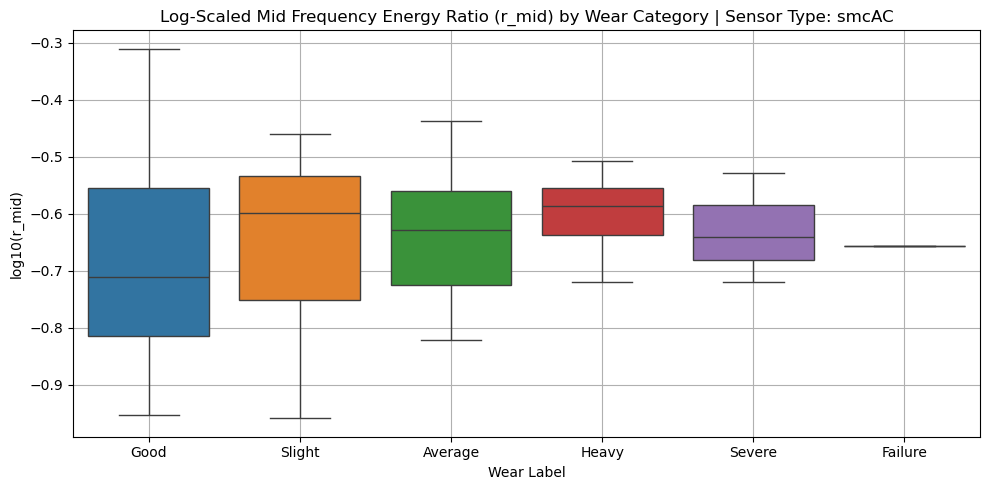 Log-Scaled Mid Frequency Energy Ratio (r_mid) by Wear Category | Sensor Type: smcAC
log10(r_mid)
−0.3
−0.4
−0.5
−0.6
−0.7
−0.8
−0.9
Good Slight Average Heavy Severe Failure
Wear Label